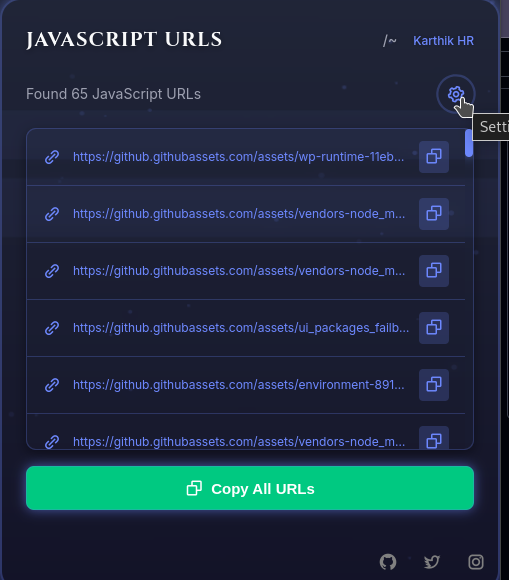 JAVASCRIPT URLS
/~ Karthik HR
Found 65 JavaScript URLs
Setti
https://github.githubassets.com/assets/wp-runtime-11eb...
https://github.githubassets.com/assets/vendors-node_m...
https://github.githubassets.com/assets/vendors-node_m...
https://github.githubassets.com/assets/ui_packages_failb...
https://github.githubassets.com/assets/environment-891...
https://github.githubassets.com/assets/vendors-node_m...
Copy All URLs